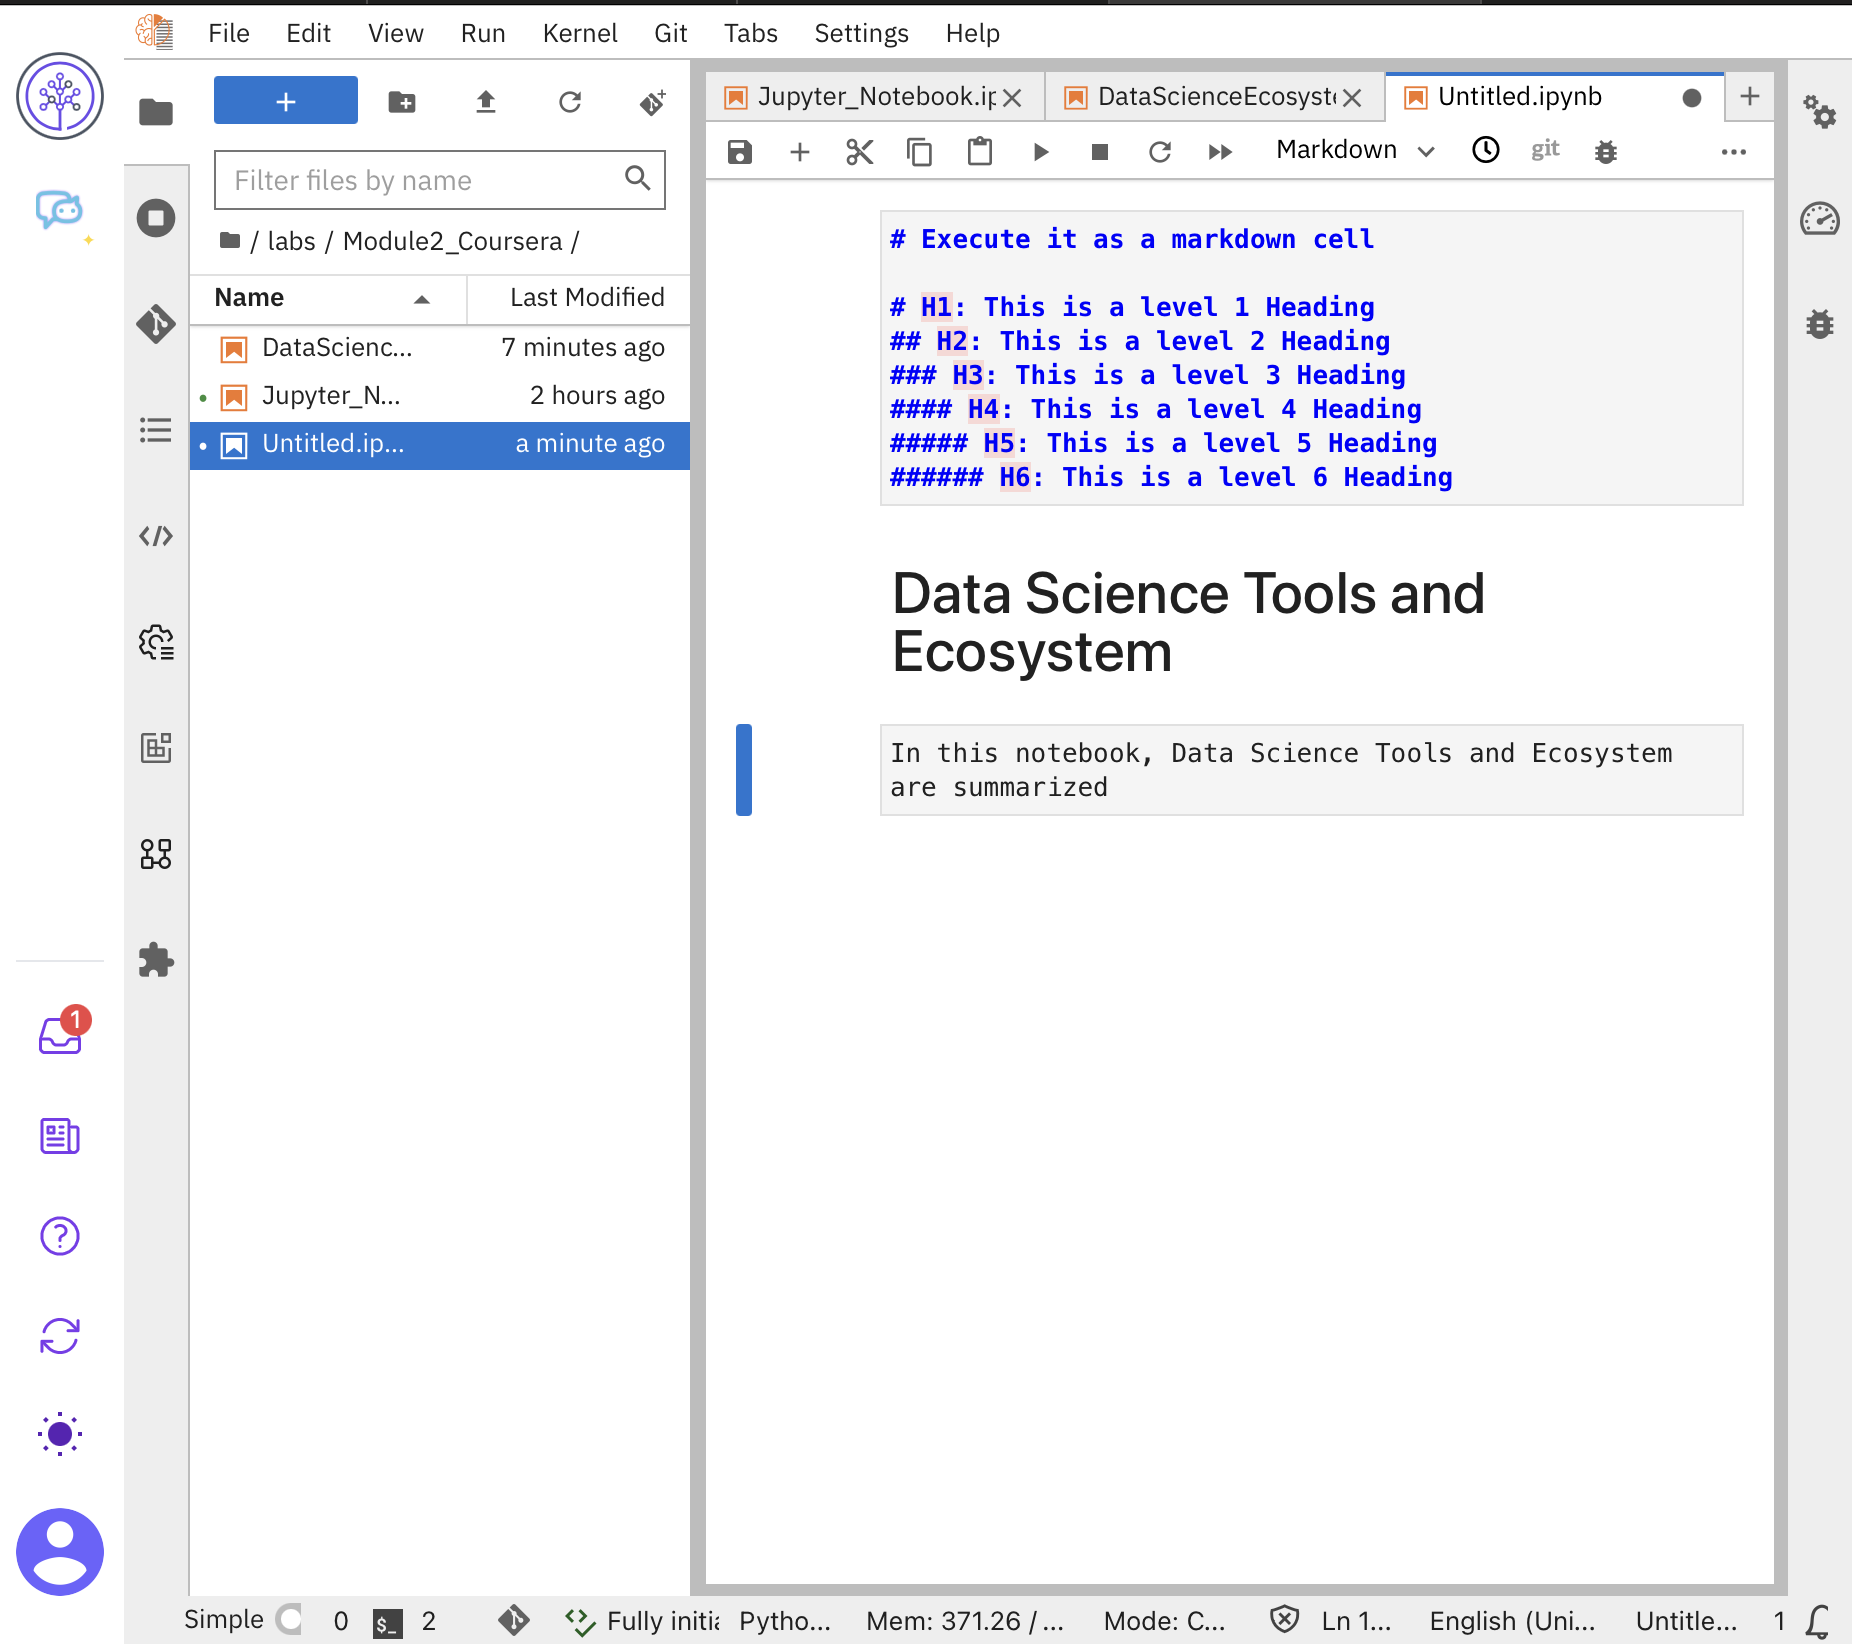 File Edit View Run Kernel Git Tabs Settings Help
+
Filter files by name
/ labs / Module2_Coursera /
Name Last Modified
DataScienc... 7 minutes ago
Jupyter_N... 2 hours ago
Untitled.ip... a minute ago
Jupyter_Notebook.ip DataScienceEcosyste Untitled.ipynb +
Markdown git ...
# Execute it as a markdown cell
# H1: This is a level 1 Heading
## H2: This is a level 2 Heading
### H3: This is a level 3 Heading
#### H4: This is a level 4 Heading
##### H5: This is a level 5 Heading
###### H6: This is a level 6 Heading
Data Science Tools and
Ecosystem
In this notebook, Data Science Tools and Ecosystem
are summarized
1
Simple 0 $_ 2 Fully initia Pytho... Mem: 371.26 / ... Mode: C... Ln 1... English (Uni... Untitle... 1